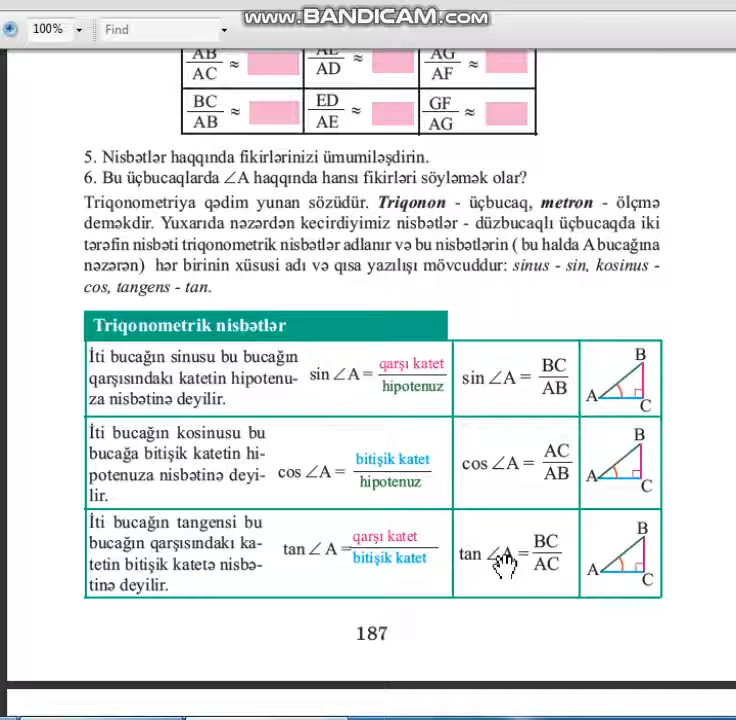 www.BANDICAM.com
100%
Find
AB AG
AC ≈ AD ≈ AF ≈
BC ED GF
AB ≈ AE ≈ AG ≈
5. Nisbətlər haqqında fikirlərinizi ümumiləşdirin.
6. Bu üçbucaqlarda ∠A haqqında hansı fikirləri söyləmək olar?
Triqonometriya qədim yunan sözüdür. Triqonon - üçbucaq, metron - ölçmə
deməkdir. Yuxarıda nəzərdən kecirdiyimiz nisbətlər - düzbucaqlı üçbucaqda iki
tərəfin nisbəti triqonometrik nisbətlər adlanır və bu nisbətlərin ( bu halda A bucağına
nəzərən) hər birinin xüsusi adı və qısa yazılışı mövcuddur: sinus - sin, kosinus -
cos, tangens - tan.
Triqonometrik nisbətlər
İti bucağın sinusu bu bucağın
qarşısındakı katetin hipotenu-
za nisbətinə deyilir.
sin ∠A = qarşı katet
hipotenuz
sin ∠A = BC
AB
B
A
C
İti bucağın kosinusu bu
bucağa bitişik katetin hi-
potenuza nisbətinə deyi-
lir.
cos ∠A = bitişik katet
hipotenuz
cos ∠A = AC
AB
B
A
C
İti bucağın tangensi bu
bucağın qarşısındakı ka-
tetin bitişik katetə nisbə-
tinə deyilir.
tan ∠ A = qarşı katet
bitişik katet
tan ∠A = BC
AC
B
A
C
187